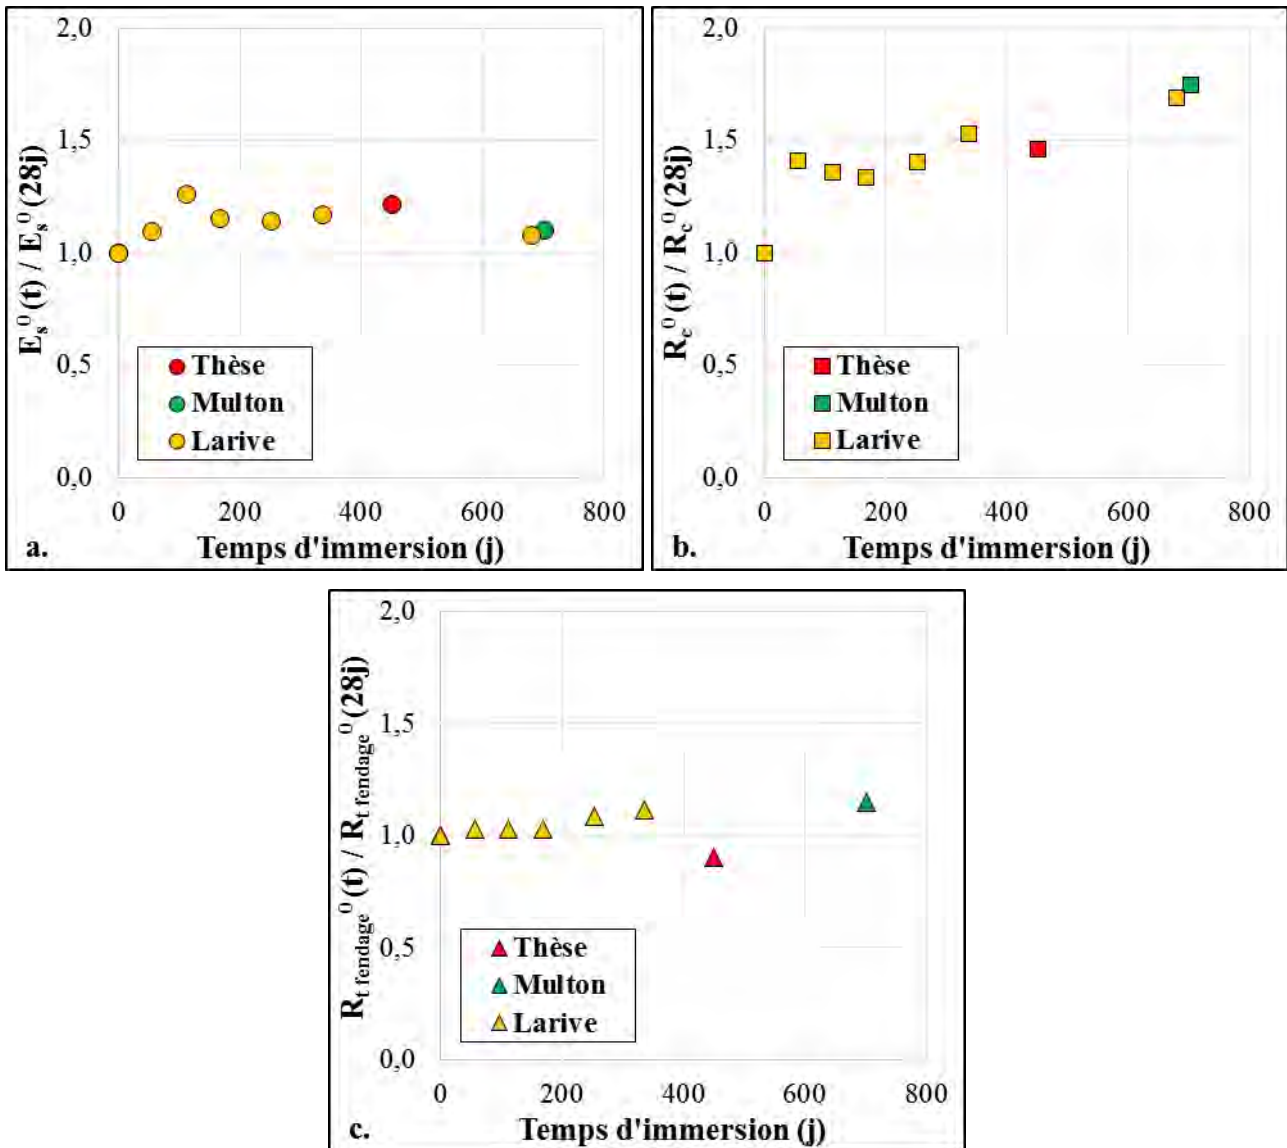 2,0
1,5
1,0
0,5
0,0
E_s^0(t) / E_s^0(28j)
Thèse
Multon
Larive
0 200 400 600 800
a. Temps d'immersion (j)
2,0
1,5
1,0
0,5
0,0
R_c^0(t) / R_c^0(28j)
Thèse
Multon
Larive
0 200 400 600 800
b. Temps d'immersion (j)
2,0
1,5
1,0
0,5
0,0
R_t fendage^0(t) / R_t fendage^0(28j)
Thèse
Multon
Larive
0 200 400 600 800
c. Temps d'immersion (j)